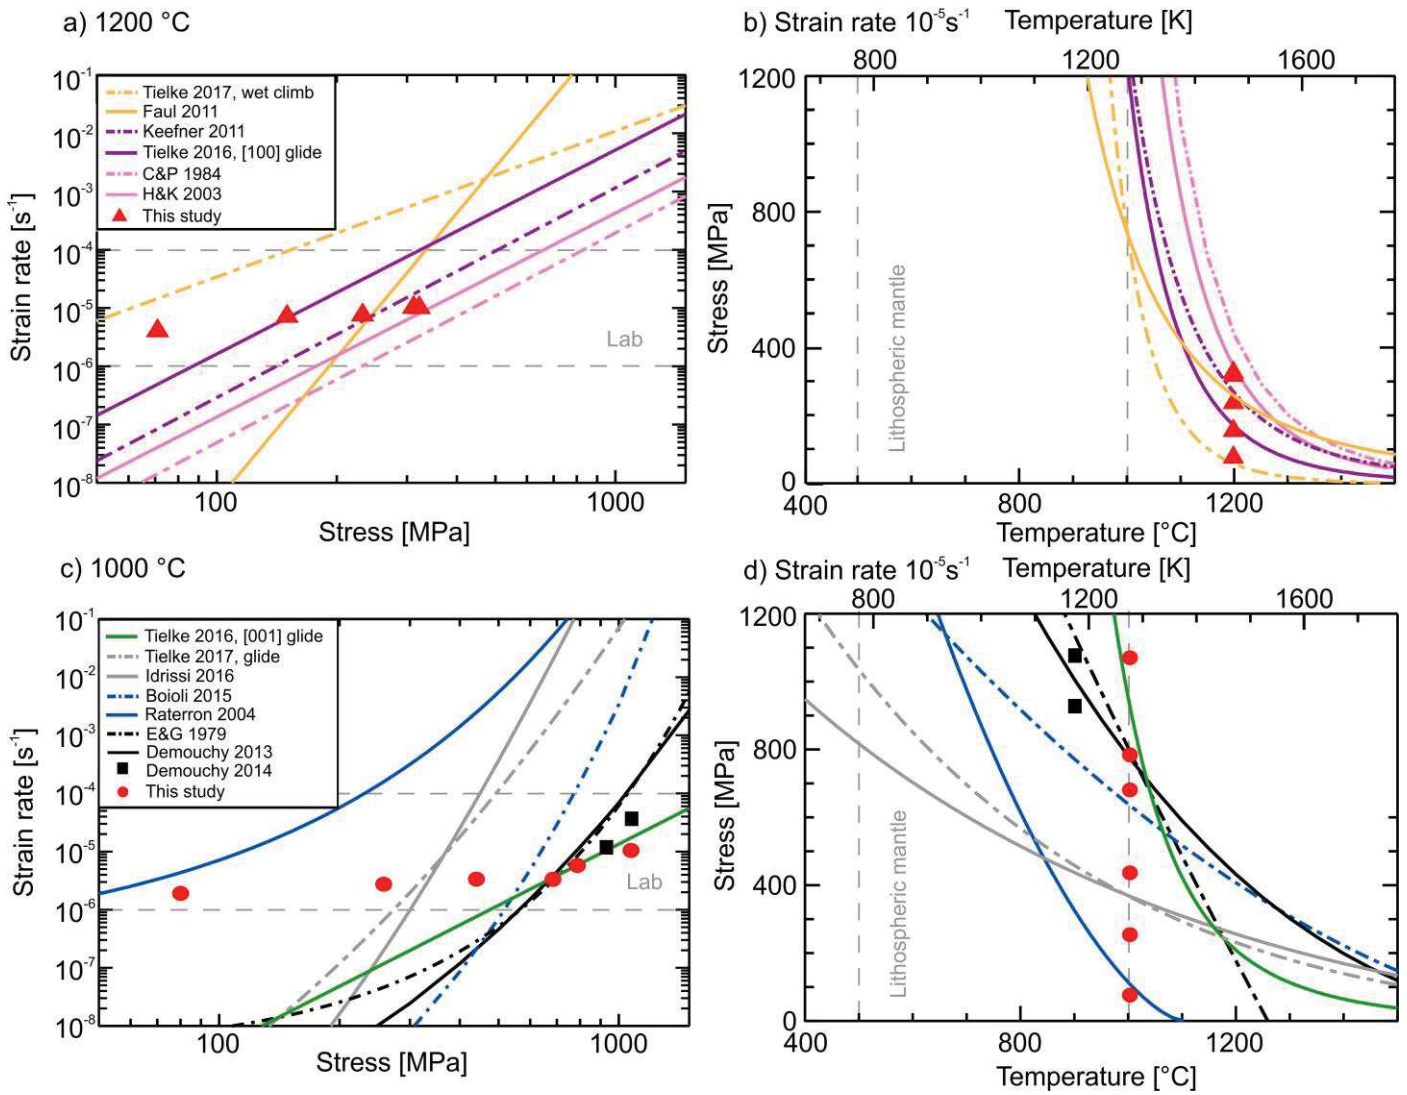 a) 1200 °C
10⁻¹
10⁻²
10⁻³
10⁻⁴
10⁻⁵
10⁻⁶
10⁻⁷
10⁻⁸
Strain rate [s⁻¹]
Tielke 2017, wet climb
Faul 2011
Keefner 2011
Tielke 2016, [100] glide
C&P 1984
H&K 2003
This study
Lab
100
1000
Stress [MPa]
b) Strain rate 10⁻⁵s⁻¹
Temperature [K]
800
1200
1600
1200
800
400
0
Stress [MPa]
Lithospheric mantle
400
800
1200
Temperature [°C]
c) 1000 °C
10⁻¹
10⁻²
10⁻³
10⁻⁴
10⁻⁵
10⁻⁶
10⁻⁷
10⁻⁸
Strain rate [s⁻¹]
Tielke 2016, [001] glide
Tielke 2017, glide
Idrissi 2016
Boioli 2015
Raterron 2004
E&G 1979
Demouchy 2013
Demouchy 2014
This study
Lab
100
1000
Stress [MPa]
d) Strain rate 10⁻⁵s⁻¹
Temperature [K]
800
1200
1600
1200
800
400
0
Stress [MPa]
Lithospheric mantle
400
800
1200
Temperature [°C]